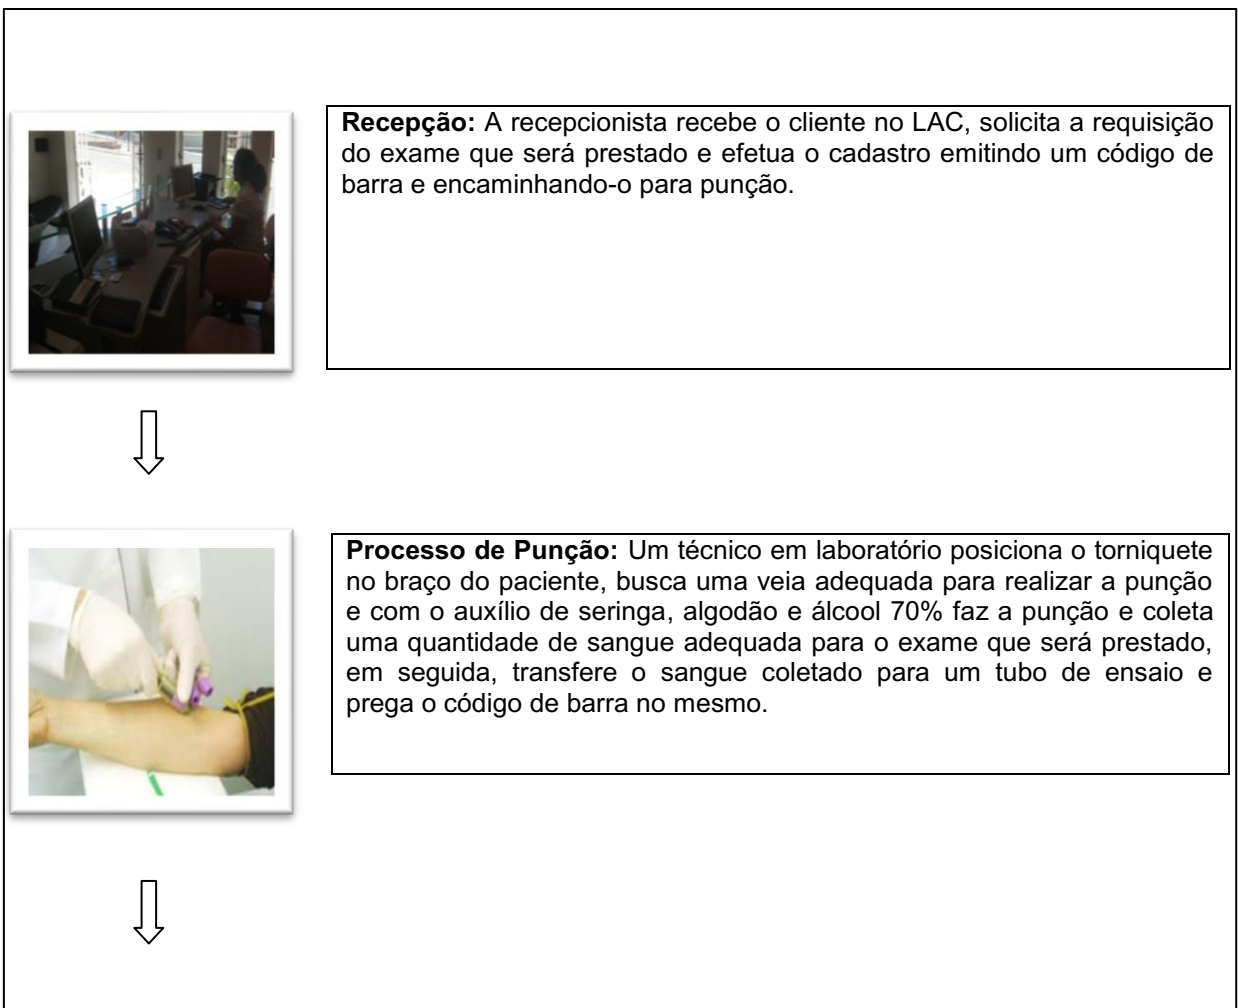 Recepção: A recepcionista recebe o cliente no LAC, solicita a requisição
do exame que será prestado e efetua o cadastro emitindo um código de
barra e encaminhando-o para punção.
Processo de Punção: Um técnico em laboratório posiciona o torniquete
no braço do paciente, busca uma veia adequada para realizar a punção
e com o auxílio de seringa, algodão e álcool 70% faz a punção e coleta
uma quantidade de sangue adequada para o exame que será prestado,
em seguida, transfere o sangue coletado para um tubo de ensaio e
prega o código de barra no mesmo.